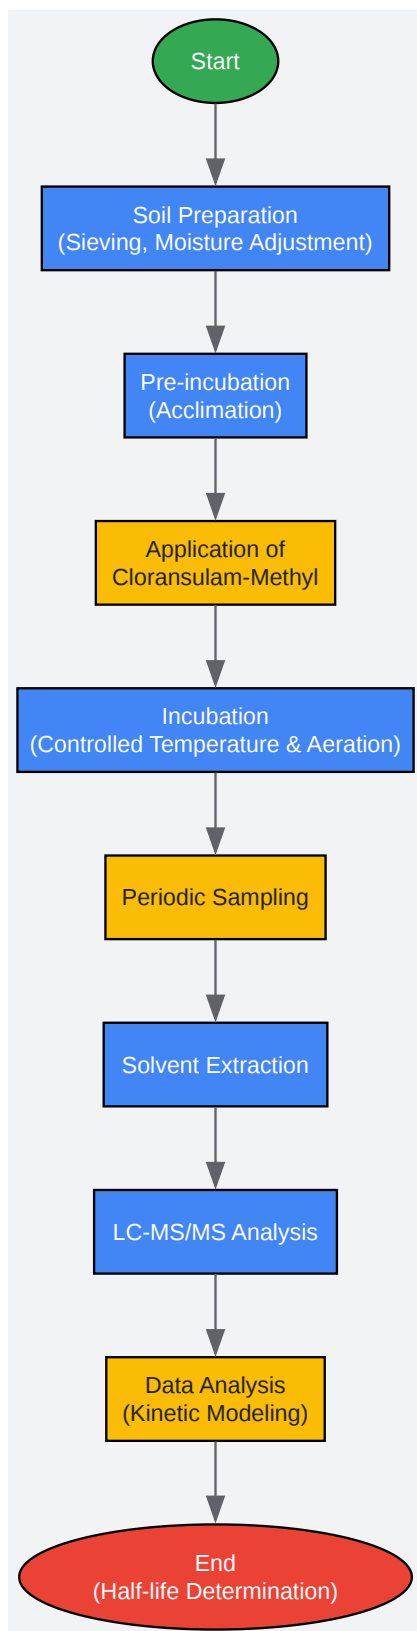 Start
Soil Preparation
(Sieving, Moisture Adjustment)
Pre-incubation
(Acclimation)
Application of
Cloransulam-Methyl
Incubation
(Controlled Temperature & Aeration)
Periodic Sampling
Solvent Extraction
LC-MS/MS Analysis
Data Analysis
(Kinetic Modeling)
End
(Half-life Determination)